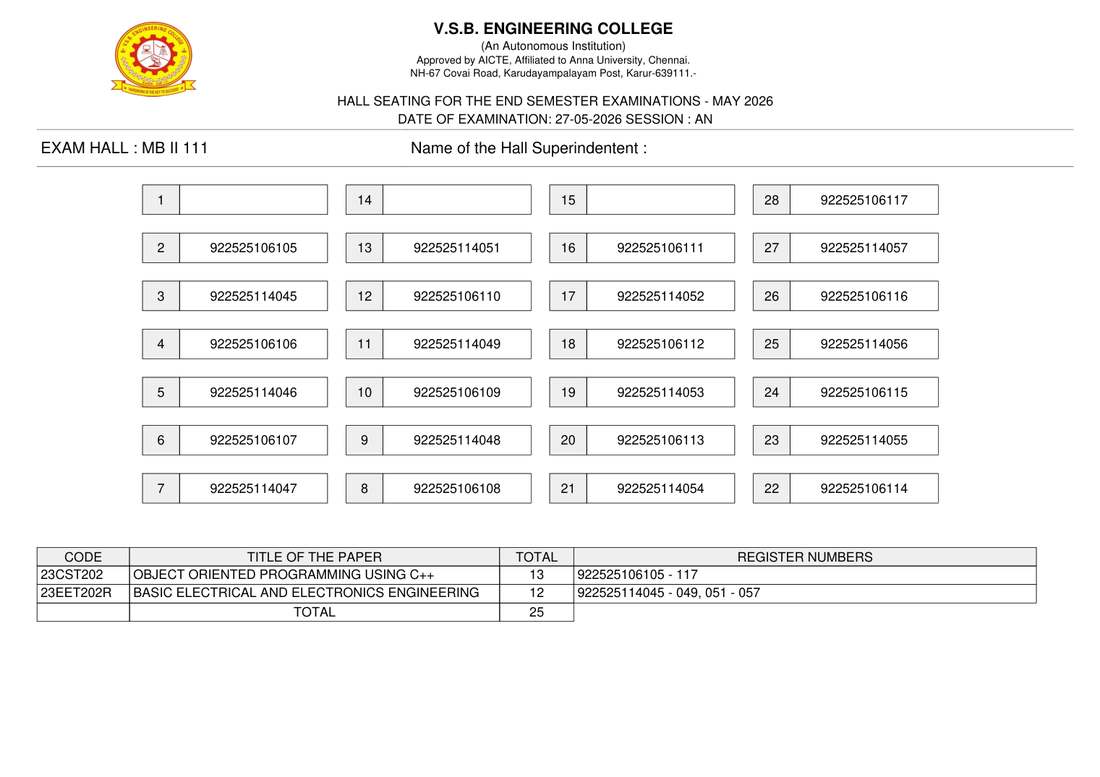 V.S.B. ENGINEERING COLLEGE
(An Autonomous Institution)
Approved by AICTE, Affiliated to Anna University, Chennai.
NH-67 Covai Road, Karudayampalayam Post, Karur-639111.-
HALL SEATING FOR THE END SEMESTER EXAMINATIONS - MAY 2026
DATE OF EXAMINATION: 27-05-2026 SESSION : AN
EXAM HALL : MB II 111 Name of the Hall Superindentent :
1 14 15 28 922525106117
2 922525106105 13 922525114051 16 922525106111 27 922525114057
3 922525114045 12 922525106110 17 922525114052 26 922525106116
4 922525106106 11 922525114049 18 922525106112 25 922525114056
5 922525114046 10 922525106109 19 922525114053 24 922525106115
6 922525106107 9 922525114048 20 922525106113 23 922525114055
7 922525114047 8 922525106108 21 922525114054 22 922525106114
CODE TITLE OF THE PAPER TOTAL REGISTER NUMBERS
23CST202 OBJECT ORIENTED PROGRAMMING USING C++ 13 922525106105 - 117
23EET202R BASIC ELECTRICAL AND ELECTRONICS ENGINEERING 12 922525114045 - 049, 051 - 057
TOTAL 25